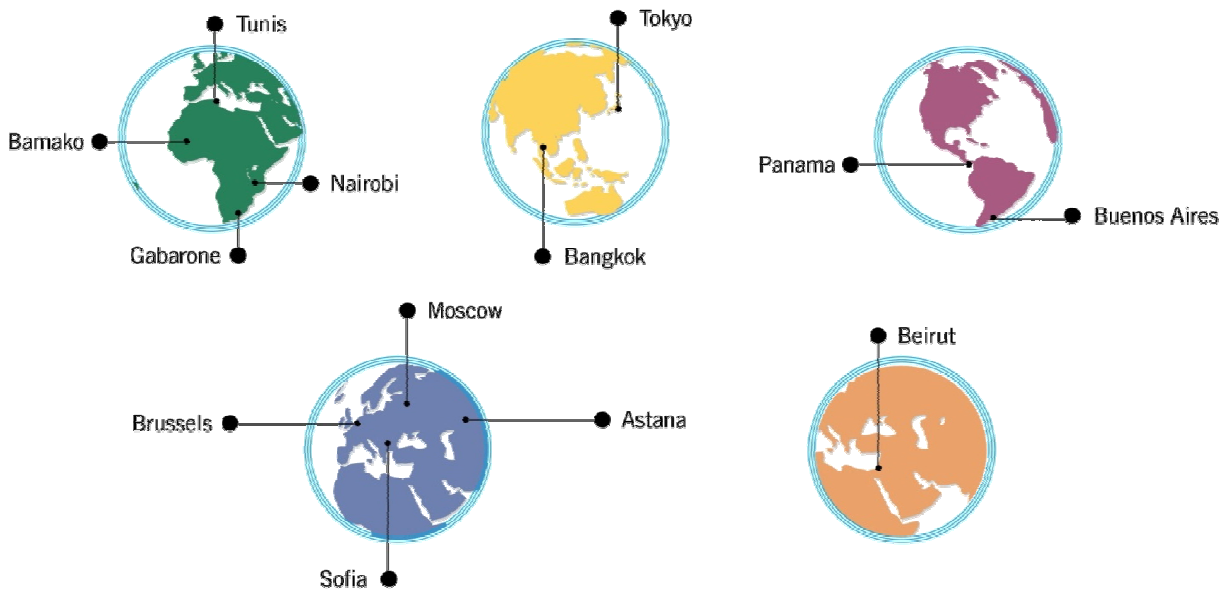 Tunis
Tokyo
Bamako
Nairobi
Panama
Buenos Aires
Gabarone
Bangkok
Moscow
Beirut
Brussels
Astana
Sofia